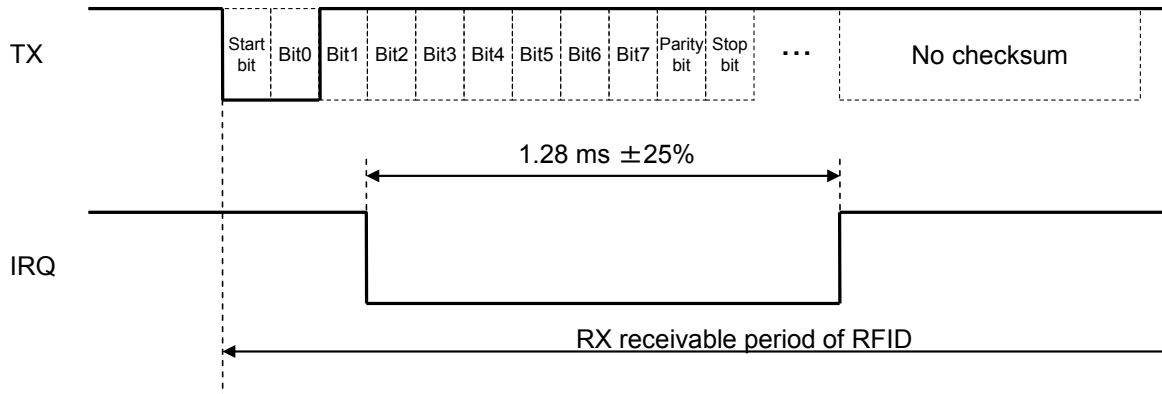 TX
Start
bit
Bit0
Bit1
Bit2
Bit3
Bit4
Bit5
Bit6
Bit7
Parity
bit
Stop
bit
···
No checksum
1.28 ms ±25%
IRQ
RX receivable period of RFID